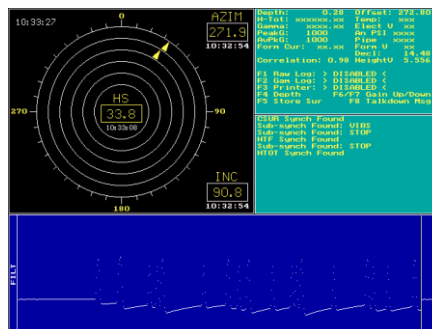 10:33:27
0
AZIM
271.9
10:32:54
270
HS
33.8
10:33:08
90
180
INC
90.8
10:32:54
Depth: 0.28 Offset: 272.80
H-Tot: xxxxxx.xx Temp: xxx
Gamma: xxxx.xx Elect V xx
PeakG: 1000 An PSI xxxx
AvPkG: 1000 Pipe xxxx
Form Cur: xx.xx Form V xx
Decl: 14.48
Correlation: 0.98 HeightV 5.556
F1 Raw Log: > DISABLED <
F2 Gam Log: > DISABLED <
F3 Printer: > DISABLED <
F4 Depth F6/F7 Gain Up/Down
F5 Store Sur F8 Talkdown Msg
CSUR Synch Found
Sub-synch Found: VIBS
Sub-synch Found: STOP
HTF Synch Found
Sub-synch Found: STOP
HTOT Synch Found
FILT